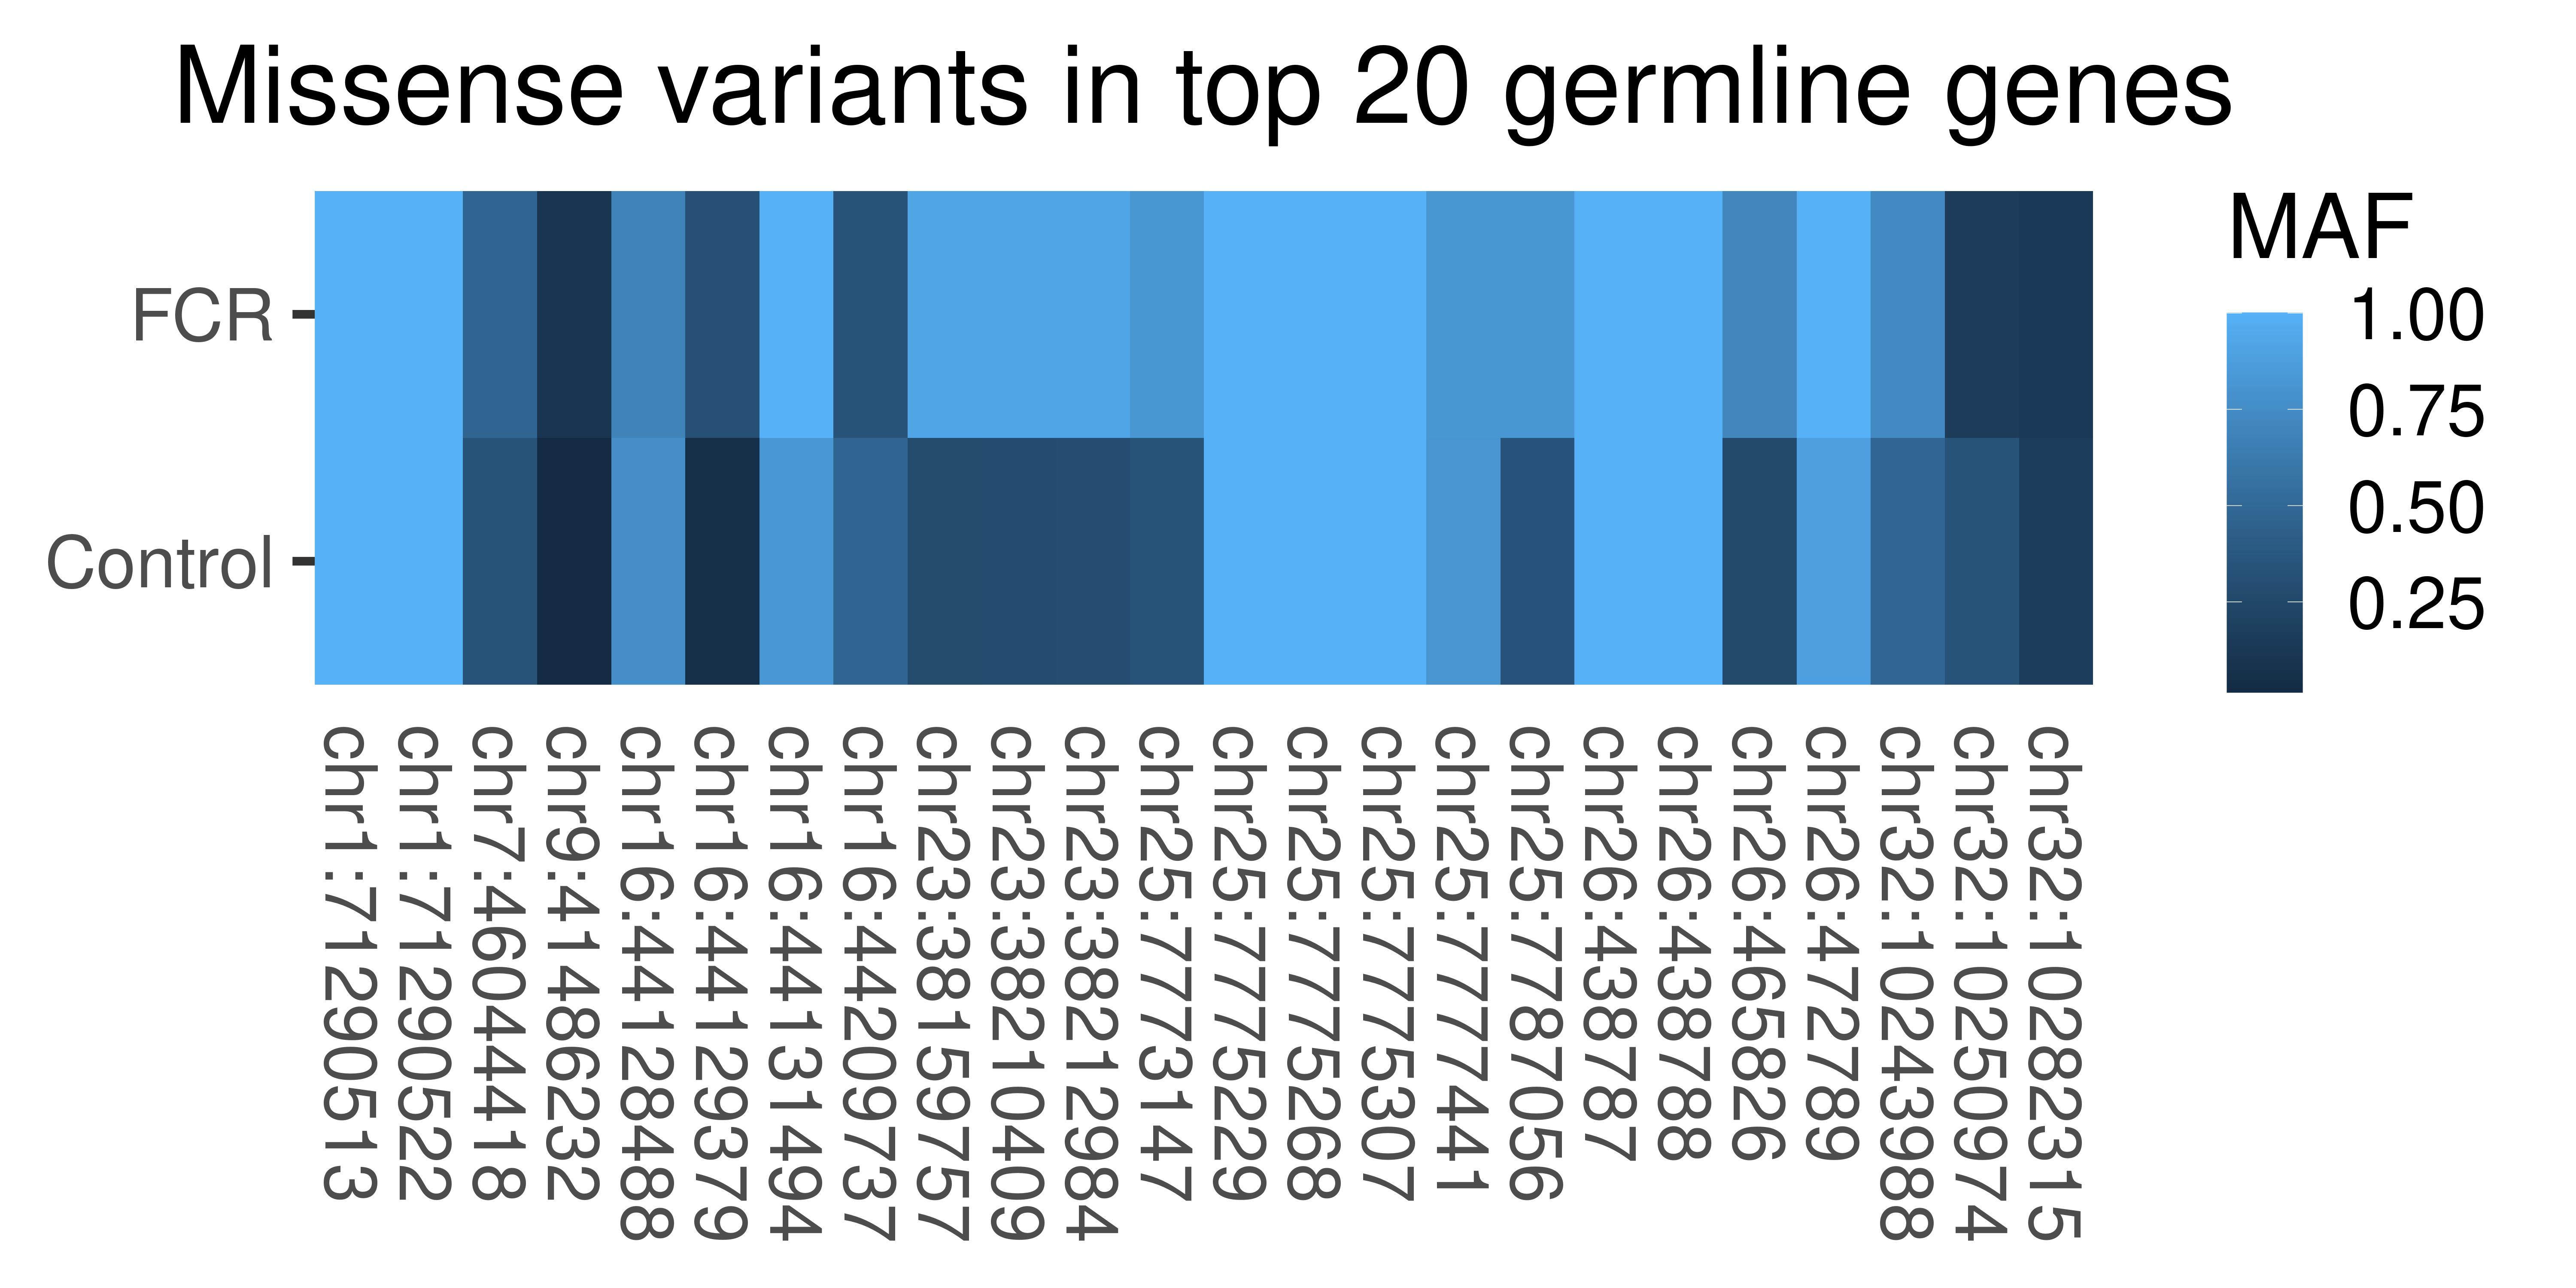 Missense variants in top 20 germline genes
FCR
Control
MAF
1.00
0.75
0.50
0.25
chr1:71290513
chr1:71290522
chr7:46044418
chr9:41486232
chr16:44128488
chr16:44129379
chr16:44131494
chr16:44209737
chr23:38159757
chr23:38210409
chr23:38212984
chr25:7773147
chr25:7775229
chr25:7775268
chr25:7775307
chr25:7777441
chr25:7787056
chr26:438787
chr26:438788
chr26:465826
chr26:472789
chr32:10243988
chr32:10250974
chr32:10282315